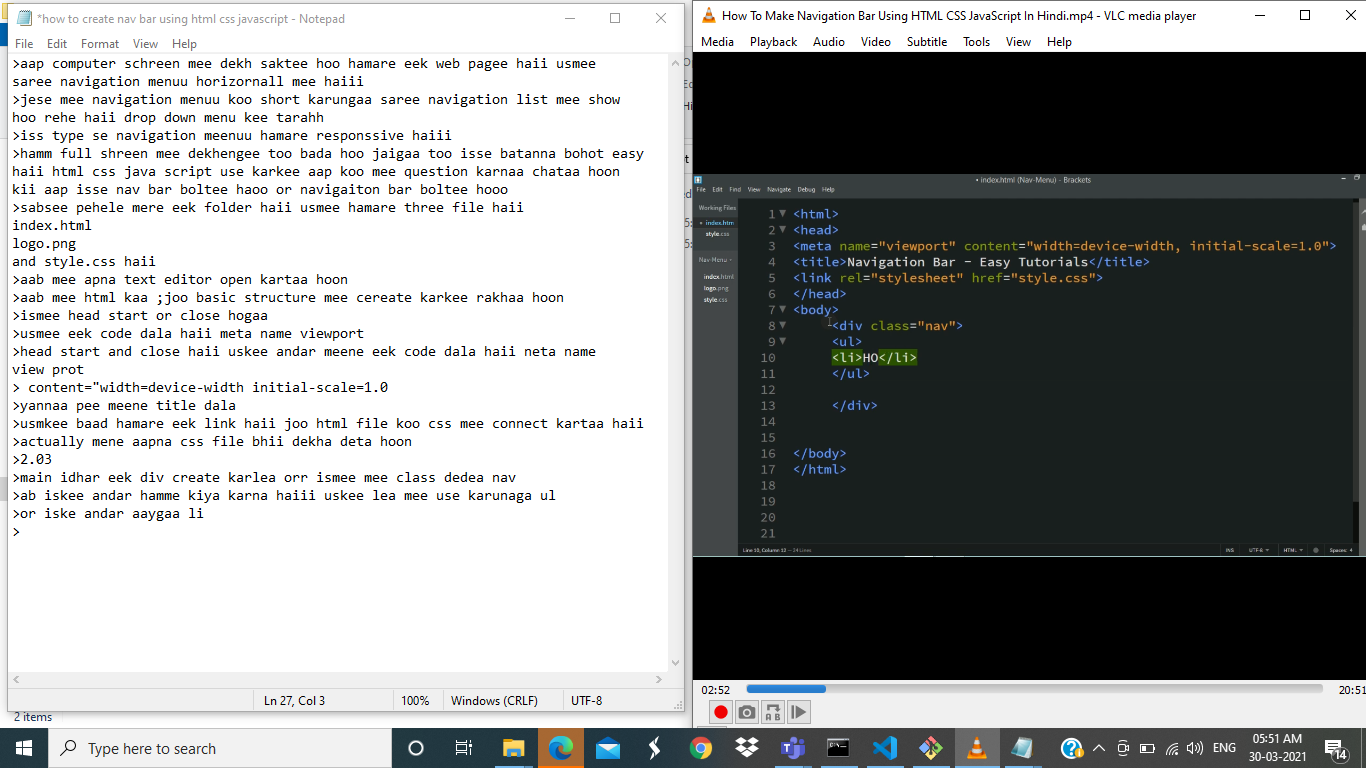 *how to create nav bar using html css javascript - Notepad
File Edit Format View Help
>aap computer schreen mee dekh saktee hoo hamare eek web pagee haii usmee
saree navigation menuu horizornall mee haiii
>jese mee navigation menuu koo short karungaa saree navigation list mee show
hoo rehe haii drop down menu kee tarahh
>iss type se navigation meenuu hamare responssive haiii
>hamm full shreen mee dekhengee too bada hoo jaigaa too isse batanna bohot easy
haii html css java script use karkee aap koo mee question karnaa chataa hoon
kii aap isse nav bar boltee haoo or navigaiton bar boltee hooo
>sabsee pehele mere eek folder haii usmee hamare three file haii
index.html
logo.png
and style.css haii
>aab mee apna text editor open kartaa hoon
>aab mee html kaa ;joo basic structure mee cereate karkee rakhaa hoon
>ismee head start or close hogaa
>usmee eek code dala haii meta name viewport
>head start and close haii uskee andar meene eek code dala haii neta name
view prot
> content="width=device-width initial-scale=1.0
>yannaa pee meene title dala
>usmkee baad hamare eek link haii joo html file koo css mee connect kartaa haii
>actually mene aapna css file bhii dekha deta hoon
>2.03
>main idhar eek div create karlea orr ismee mee class dedea nav
>ab iskee andar hamme kiya karna haiii uskee lea mee use karunaga ul
>or iske andar aaygaa li
>
Ln 27, Col 3 100% Windows (CRLF) UTF-8
2 items
How To Make Navigation Bar Using HTML CSS JavaScript In Hindi.mp4 - VLC media player
Media Playback Audio Video Subtitle Tools View Help
• index.html (Nav-Menu) - Brackets
File Edit Find View Navigate Debug Help
Working Files
index.htm
style.css
Nav-Menu
index.html
logo.png
style.css
1 <html>
2 <head>
3 <meta name="viewport" content="width=device-width, initial-scale=1.0">
4 <title>Navigation Bar - Easy Tutorials</title>
5 <link rel="stylesheet" href="style.css">
6 </head>
7 <body>
8 <div class="nav">
9 <ul>
10 <li>HO</li>
11 </ul>
12
13 </div>
14
15
16 </body>
17 </html>
18
19
20
21
Line 10, Column 12 — 24 Lines INS UTF-8 HTML Spaces: 4
02:52 20:51
Type here to search
ENG 05:51 AM
30-03-2021
14